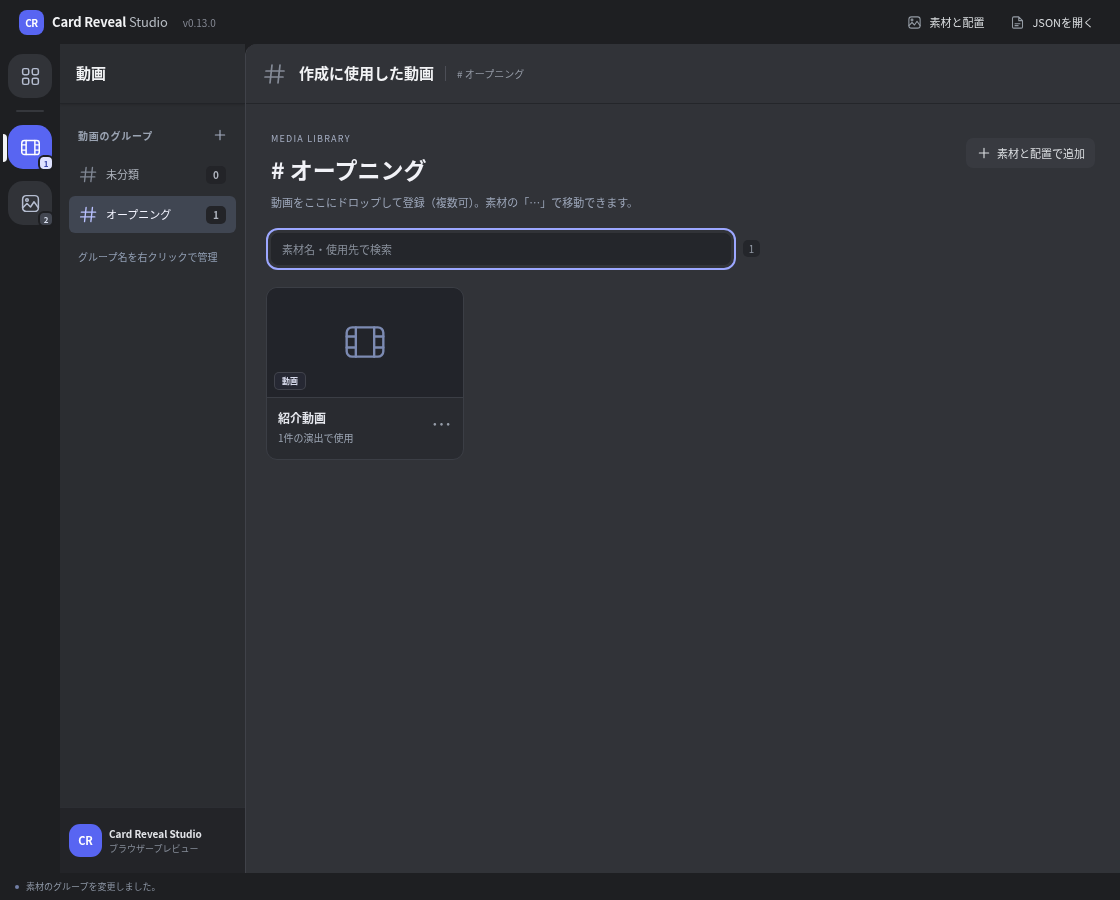 CR Card Reveal Studio v0.13.0
素材と配置
JSONを開く
動画
作成に使用した動画
# オープニング
動画のグループ
未分類 0
オープニング 1
グループ名を右クリックで管理
1
2
MEDIA LIBRARY
# オープニング
動画をここにドロップして登録（複数可）。素材の「…」で移動できます。
素材と配置で追加
素材名・使用先で検索
1
動画
紹介動画
1件の演出で使用
CR
Card Reveal Studio
ブラウザープレビュー
素材のグループを変更しました。